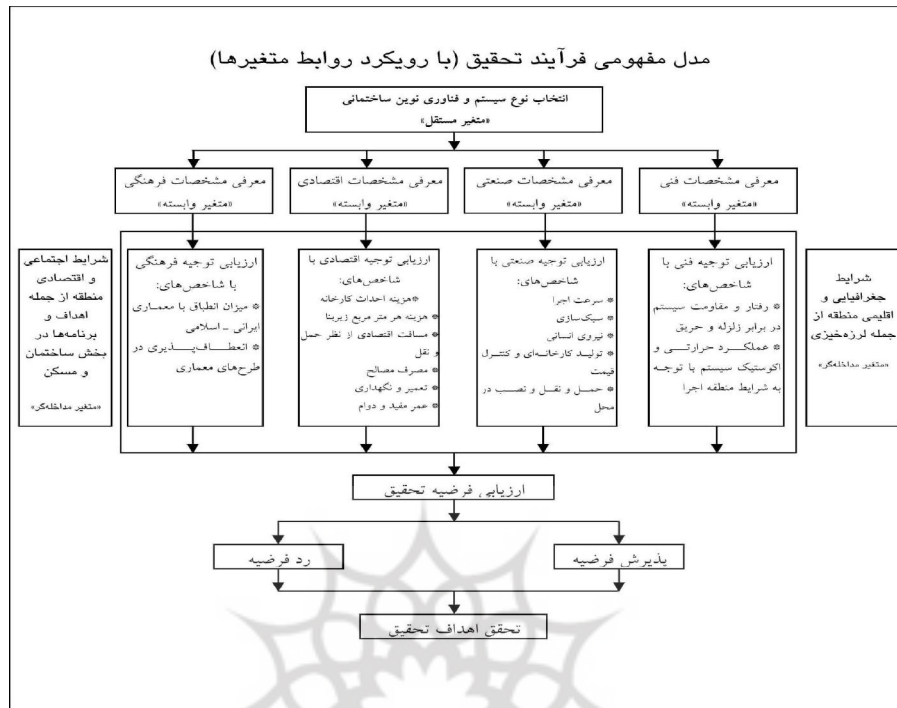 مدل مفهومی فرآیند تحقیق (با رویکرد روابط متغیرها)
انتخاب نوع سیستم و فناوری نوین ساختمانی
«متغیر مستقل»
معرفی مشخصات فنی
«متغیر وابسته»
معرفی مشخصات صنعتی
«متغیر وابسته»
معرفی مشخصات اقتصادی
«متغیر وابسته»
معرفی مشخصات فرهنگی
«متغیر وابسته»
شرایط
جغرافیایی و
اقلیمی منطقه از
جمله لرزه‌خیزی
«متغیر مداخله‌گر»
ارزیابی توجیه فنی با
شاخص‌های:
* رفتار و مقاومت سیستم
در برابر زلزله و حریق
* عملکرد حرارتی و
اکوستیک سیستم با توجه
به شرایط منطقه اجرا
ارزیابی توجیه صنعتی با
شاخص‌های:
* سرعت اجرا
* سبک‌سازی
* نیروی انسانی
* تولید کارخانه‌ای و کنترل
قیمت
* حمل و نقل و نصب در
محل
ارزیابی توجیه اقتصادی با
شاخص‌های:
*هزینه احداث کارخانه
* هزینه هر متر مربع زیربنا
* مسافت اقتصادی از نظر حمل
و نقل
* مصرف مصالح
* تعمیر و نگهداری
* عمر مفید و دوام
ارزیابی توجیه فرهنگی
با شاخص‌های:
* میزان انطباق با معماری
ایرانی ـ اسلامی
* انعطاف‌پذیری در
طرح‌های معماری
شرایط اجتماعی
و اقتصادی
منطقه از جمله
اهداف و
برنامه‌ها در
بخش ساختمان
و مسکن
«متغیر مداخله‌گر»
ارزیابی فرضیه تحقیق
پذیرش فرضیه
رد فرضیه
تحقق اهداف تحقیق